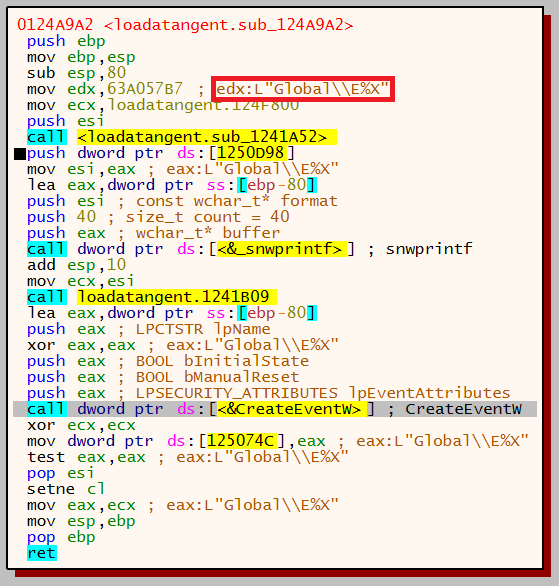 0124A9A2 <loadatangent.sub_124A9A2>
push ebp
mov ebp,esp
sub esp,80
mov edx,63A057B7 ; edx:L"Global\\E%X"
mov ecx,loadatangent.124F800
push esi
call <loadatangent.sub_1241A52>
push dword ptr ds:[1250D98]
mov esi,eax ; eax:L"Global\\E%X"
lea eax,dword ptr ss:[ebp-80]
push esi ; const wchar_t* format
push 40 ; size_t count = 40
push eax ; wchar_t* buffer
call dword ptr ds:[<&_snwprintf>] ; snwprintf
add esp,10
mov ecx,esi
call loadatangent.1241B09
lea eax,dword ptr ss:[ebp-80]
push eax ; LPCTSTR lpName
xor eax,eax ; eax:L"Global\\E%X"
push eax ; BOOL bInitialState
push eax ; BOOL bManualReset
push eax ; LPSECURITY_ATTRIBUTES lpEventAttributes
call dword ptr ds:[<&CreateEventW>] ; CreateEventW
xor ecx,ecx
mov dword ptr ds:[125074C],eax ; eax:L"Global\\E%X"
test eax,eax ; eax:L"Global\\E%X"
pop esi
setne cl
mov eax,ecx ; eax:L"Global\\E%X"
mov esp,ebp
pop ebp
ret